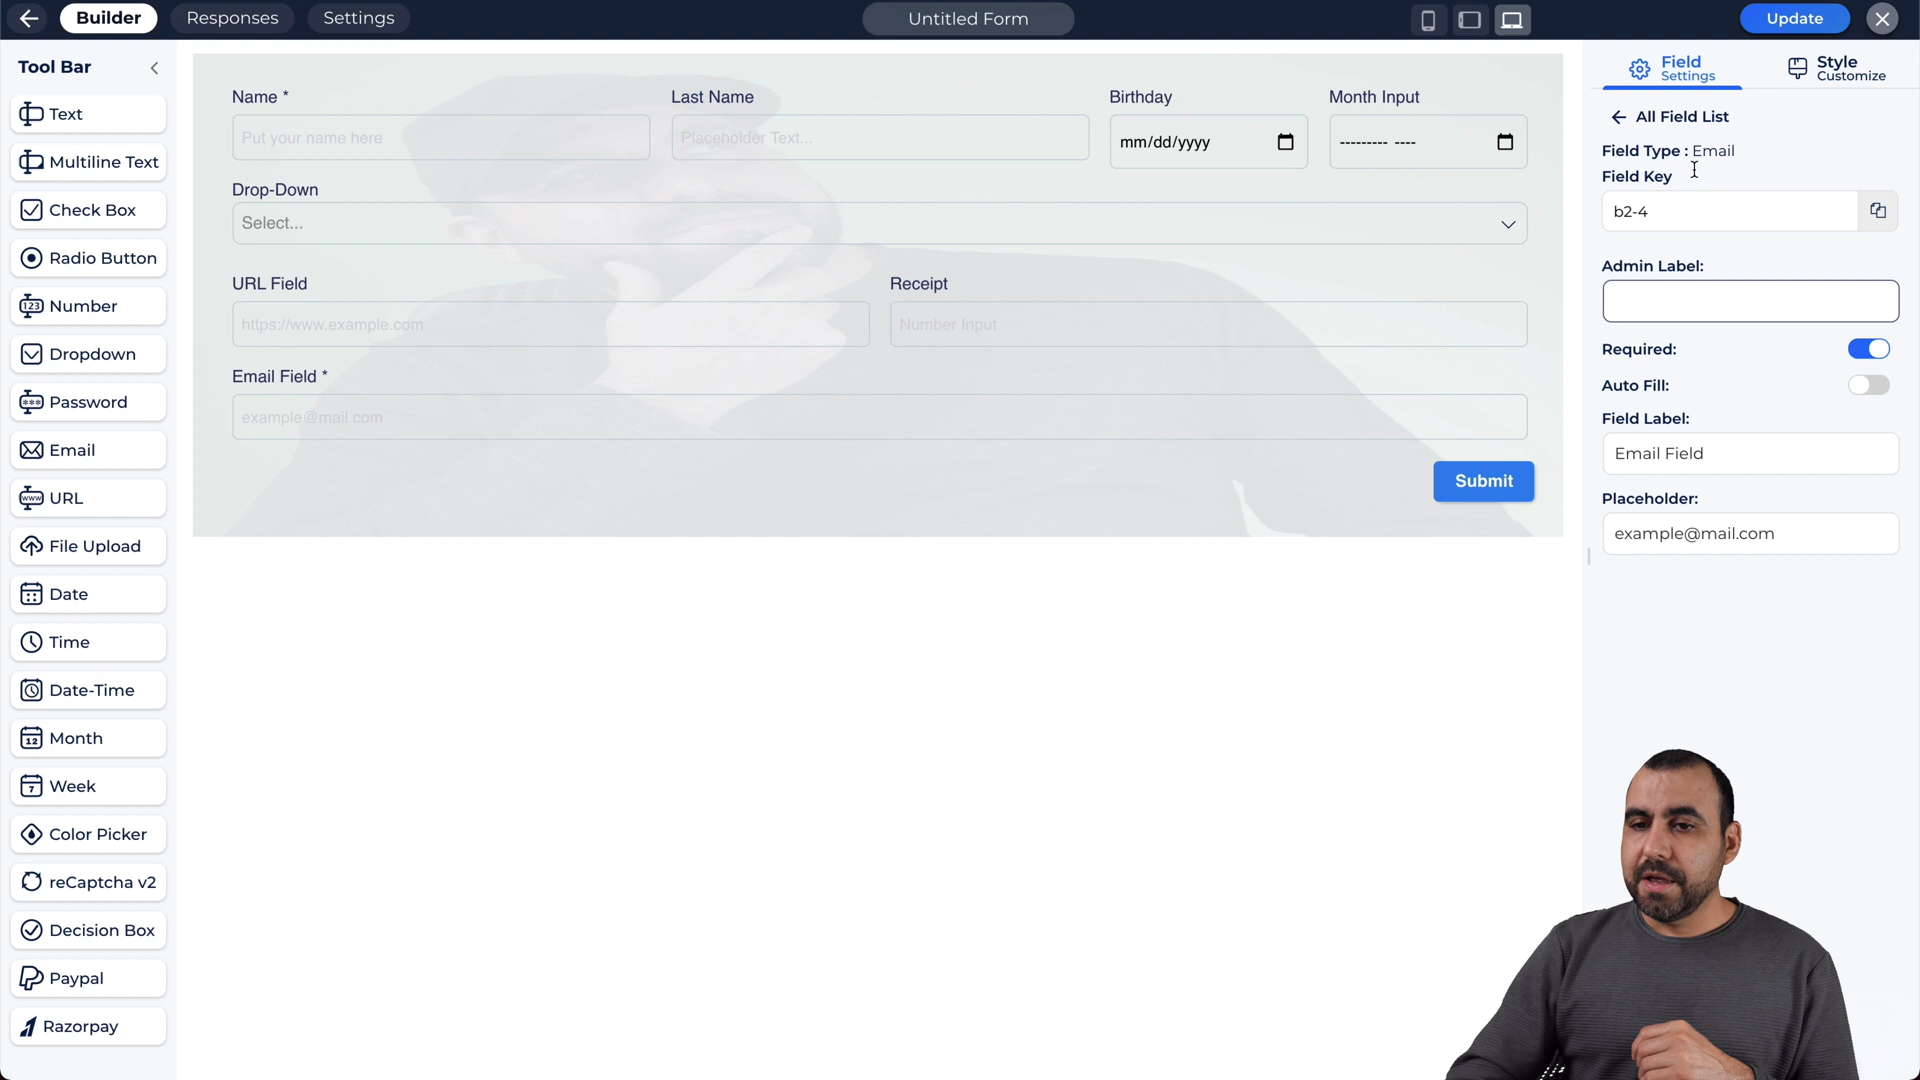 Builder
Responses
Settings
Untitled Form
Update
Tool Bar
Text
Multiline Text
Check Box
Radio Button
123 Number
Dropdown
*** Password
Email
www URL
File Upload
Date
Time
Date-Time
12 Month
7 Week
Color Picker
reCaptcha v2
Decision Box
Paypal
Razorpay
Name *
Last Name
Birthday
Month Input
Put your name here
Placeholder Text...
mm/dd/yyyy
--------- ----
Drop-Down
Select...
URL Field
Receipt
https://www.example.com
Number Input
Email Field *
example@mail.com
Submit
Field
Settings
Style
Customize
All Field List
Field Type : Email
Field Key
b2-4
Admin Label:
Required:
Auto Fill:
Field Label:
Email Field
Placeholder:
example@mail.com